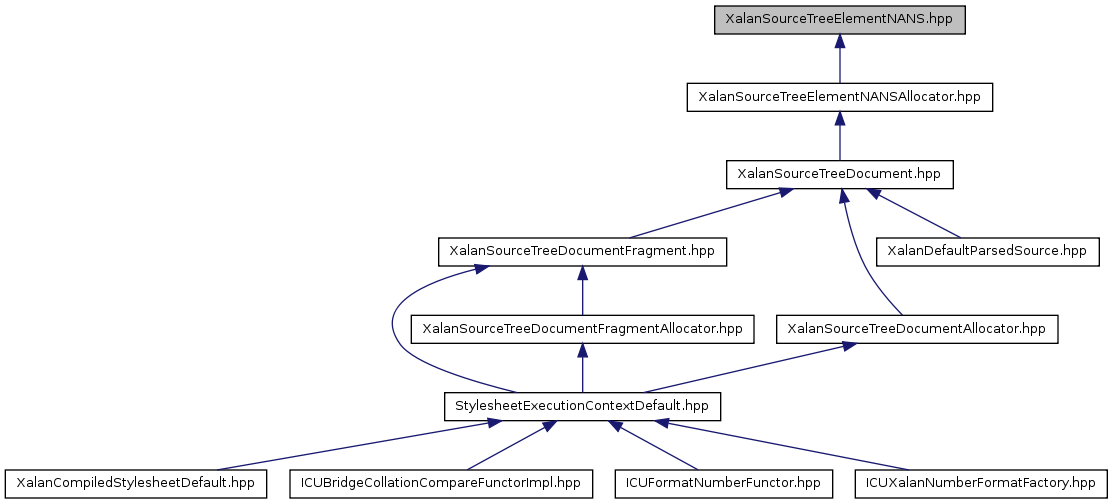 XalanSourceTreeElementNANS.hpp
XalanSourceTreeElementNANSAllocator.hpp
XalanSourceTreeDocument.hpp
XalanSourceTreeDocumentFragment.hpp
XalanDefaultParsedSource.hpp
XalanSourceTreeDocumentFragmentAllocator.hpp
XalanSourceTreeDocumentAllocator.hpp
StylesheetExecutionContextDefault.hpp
XalanCompiledStylesheetDefault.hpp
ICUBridgeCollationCompareFunctorImpl.hpp
ICUFormatNumberFunctor.hpp
ICUXalanNumberFormatFactory.hpp